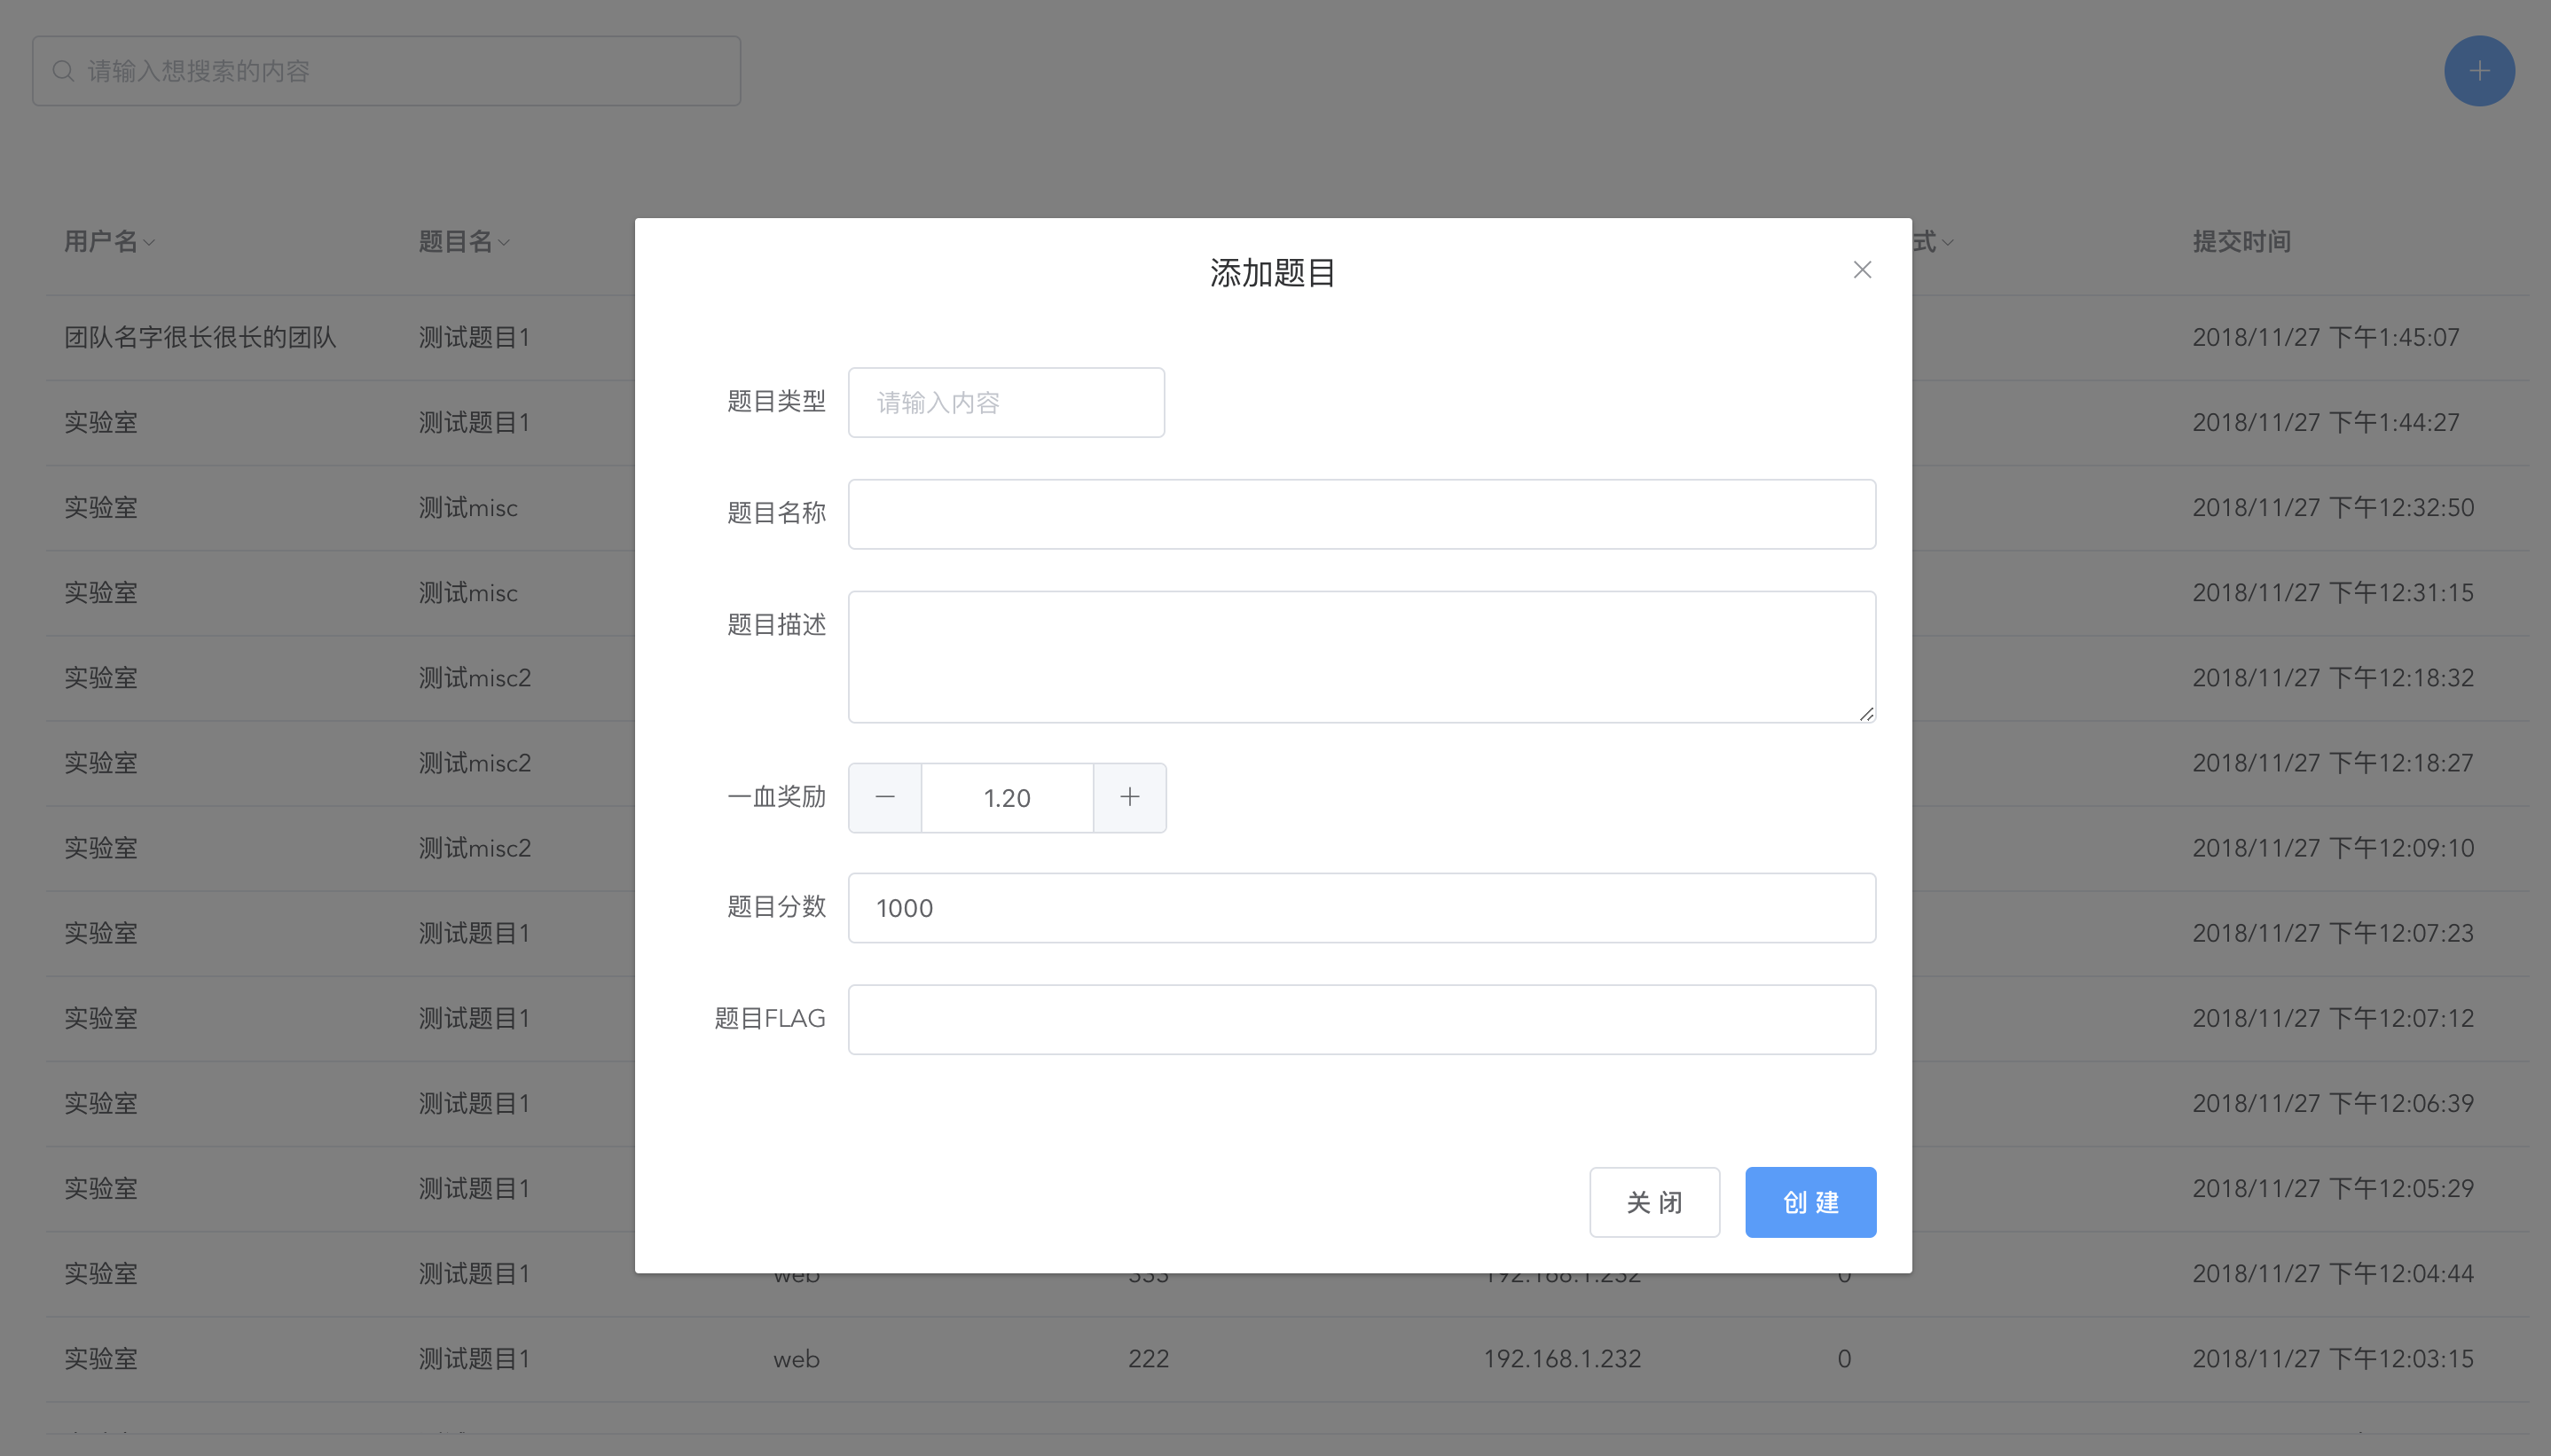 请输入想搜索的内容
用户名 题目名 式 提交时间
团队名字很长很长的团队 测试题目1 2018/11/27 下午1:45:07
实验室 测试题目1 2018/11/27 下午1:44:27
实验室 测试misc 2018/11/27 下午12:32:50
实验室 测试misc 2018/11/27 下午12:31:15
实验室 测试misc2 2018/11/27 下午12:18:32
实验室 测试misc2 2018/11/27 下午12:18:27
实验室 测试misc2 2018/11/27 下午12:09:10
实验室 测试题目1 2018/11/27 下午12:07:23
实验室 测试题目1 2018/11/27 下午12:07:12
实验室 测试题目1 2018/11/27 下午12:06:39
实验室 测试题目1 2018/11/27 下午12:05:29
实验室 测试题目1 web 333 192.168.1.232 0 2018/11/27 下午12:04:44
实验室 测试题目1 web 222 192.168.1.232 0 2018/11/27 下午12:03:15
添加题目
题目类型 请输入内容
题目名称
题目描述
一血奖励 1.20
题目分数 1000
题目FLAG
关 闭 创 建